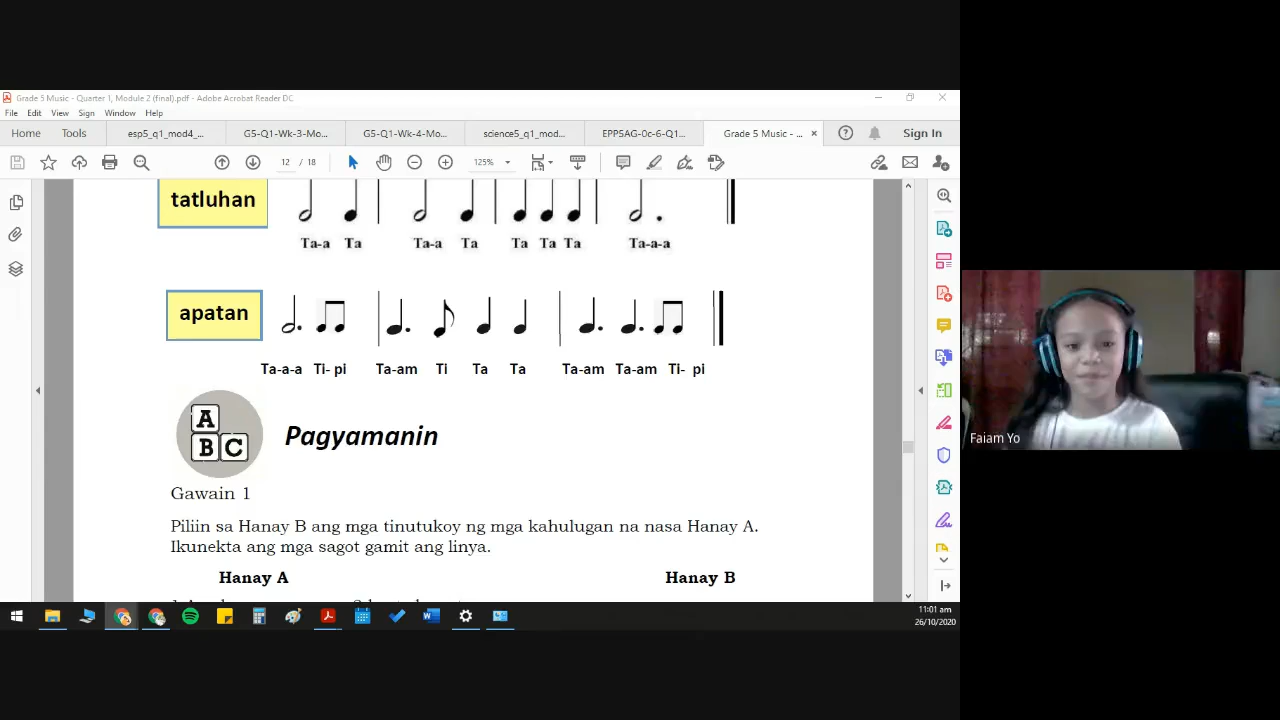 Grade 5 Music - Quarter 1, Module 2 (final).pdf - Adobe Acrobat Reader DC
File Edit View Sign Window Help
Home Tools esp5_q1_mod4_... G5-Q1-Wk-3-Mo... G5-Q1-Wk-4-Mo... science5_q1_mod... EPP5AG-0c-6-Q1... Grade 5 Music - ... × Sign In
12 / 18 125%
tatluhan
Ta-a Ta Ta-a Ta Ta Ta Ta Ta-a-a
apatan
Ta-a-a Ti- pi Ta-am Ti Ta Ta Ta-am Ta-am Ti- pi
A B C
Pagyamanin
Gawain 1
Piliin sa Hanay B ang mga tinutukoy ng mga kahulugan na nasa Hanay A.
Ikunekta ang mga sagot gamit ang linya.
Hanay A Hanay B
11:01 am
26/10/2020
Faiam Yo